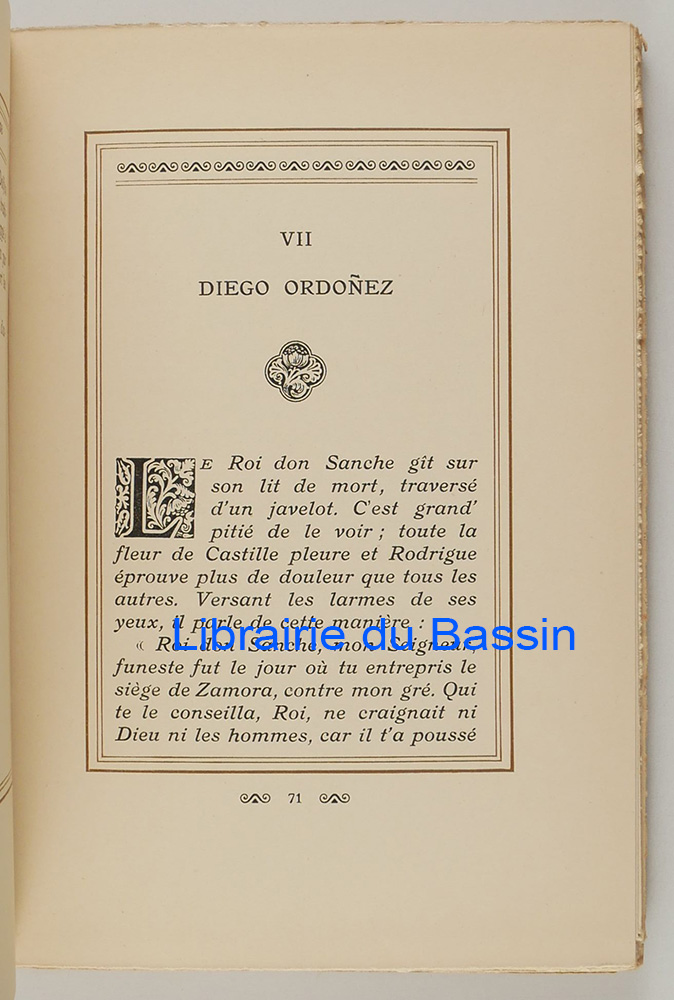 VII
DIEGO ORDOÑEZ
LE Roi don Sanche gît sur
son lit de mort, traversé
d'un javelot. C'est grand'
pitié de le voir ; toute la
fleur de Castille pleure et Rodrigue
éprouve plus de douleur que tous les
autres. Versant les larmes de ses
yeux, il parle de cette manière :
« Roi don Sanche, mon Seigneur,
Librairie du Bassin
funeste fut le jour où tu entrepris le
siège de Zamora, contre mon gré. Qui
te le conseilla, Roi, ne craignait ni
Dieu ni les hommes, car il t'a poussé
71